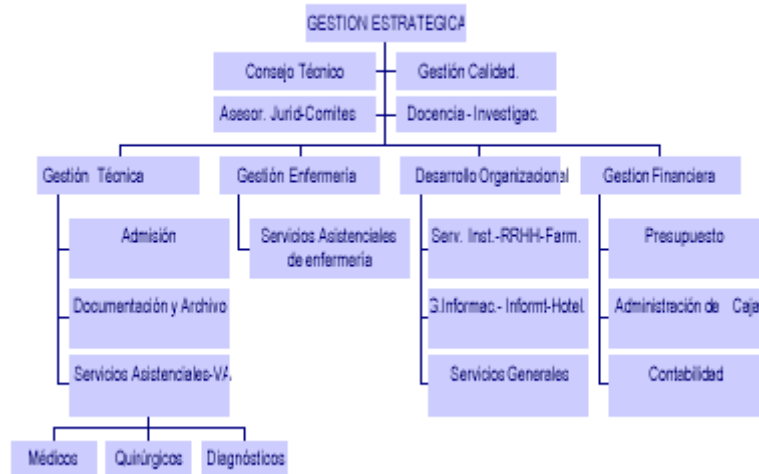 GESTION ESTRATEGICA
Consejo Técnico
Gestión Calidad.
Asesor. Jurid-Comites
Docencia - Investigac.
Gestión Técnica
Gestión Enfermería
Desarrollo Organizacional
Gestion Financiera
Admisión
Servicios Asistenciales
de enfermería
Serv. Inst.-RRHH-Farm.
Presupuesto
Documentación y Archivo
G.Informac.- Informt-Hotel.
Administración de Caja
Servicios Asistenciales-VA
Servicios Generales
Contabilidad
Médicos
Quirúrgicos
Diagnósticos